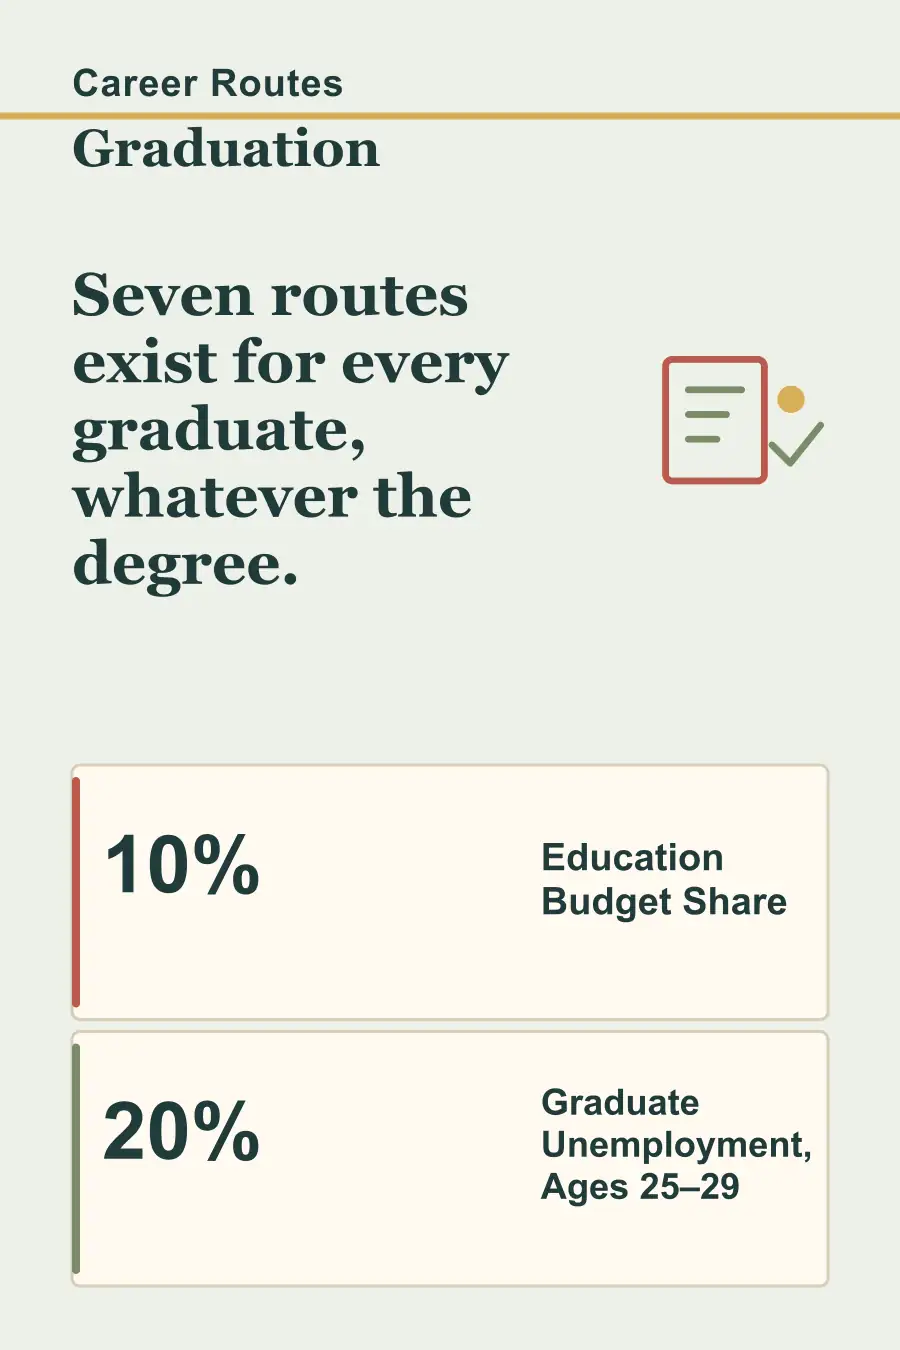 Career Routes
Graduation
Seven routes
exist for every
graduate,
whatever the
degree.
10%
Education
Budget Share
20%
Graduate
Unemployment,
Ages 25–29